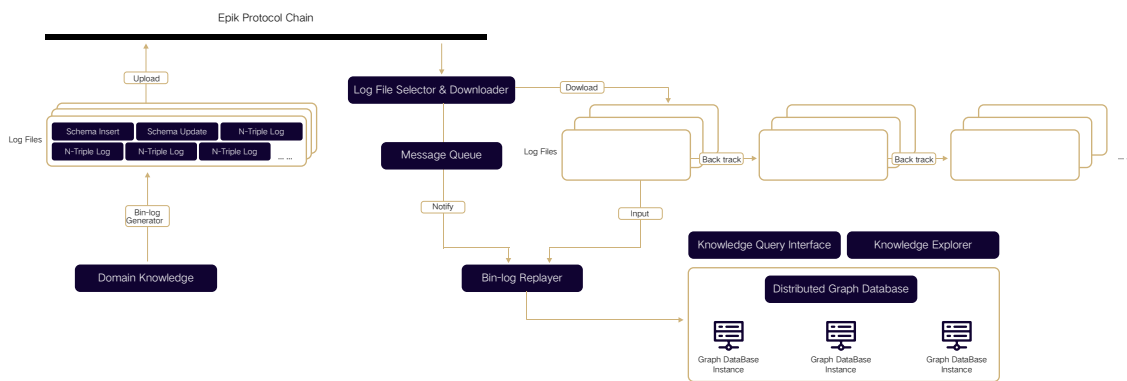 Epik Protocol Chain
Upload
Log Files
Schema Insert
Schema Update
N-Triple Log
N-Triple Log
N-Triple Log
N-Triple Log
... ...
Bin-log
Generator
Domain Knowledge
Log File Selector & Downloader
Dowload
Message Queue
Log Files
Back track
Back track
...
Notify
Input
Bin-log Replayer
Knowledge Query Interface
Knowledge Explorer
Distributed Graph Database
Graph DataBase
Instance
Graph DataBase
Instance
Graph DataBase
Instance